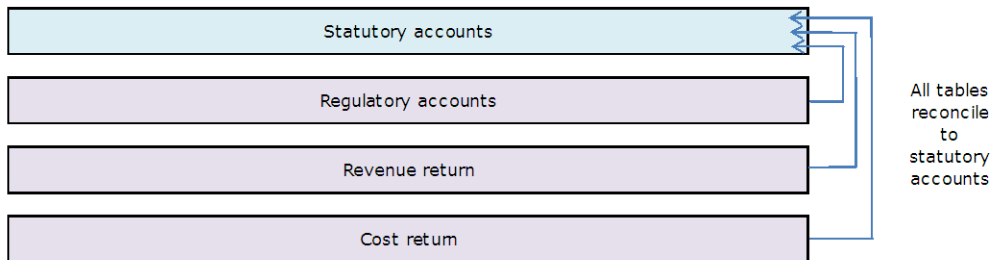 Statutory accounts
Regulatory accounts
Revenue return
Cost return
All tables
reconcile
to
statutory
accounts